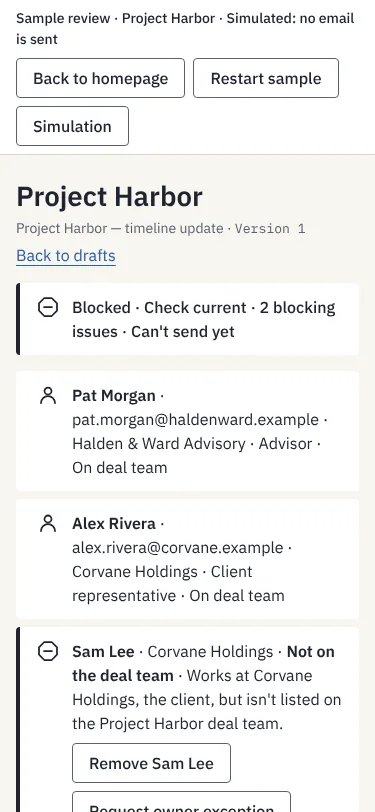 Sample review · Project Harbor · Simulated: no email
is sent
Back to homepage
Restart sample
Simulation
Project Harbor
Project Harbor — timeline update · Version 1
Back to drafts
Blocked · Check current · 2 blocking
issues · Can't send yet
Pat Morgan ·
pat.morgan@haldenward.example ·
Halden & Ward Advisory · Advisor ·
On deal team
Alex Rivera ·
alex.rivera@corvane.example ·
Corvane Holdings · Client
representative · On deal team
Sam Lee · Corvane Holdings · Not on
the deal team · Works at Corvane
Holdings, the client, but isn't listed on
the Project Harbor deal team.
Remove Sam Lee
Request owner exception